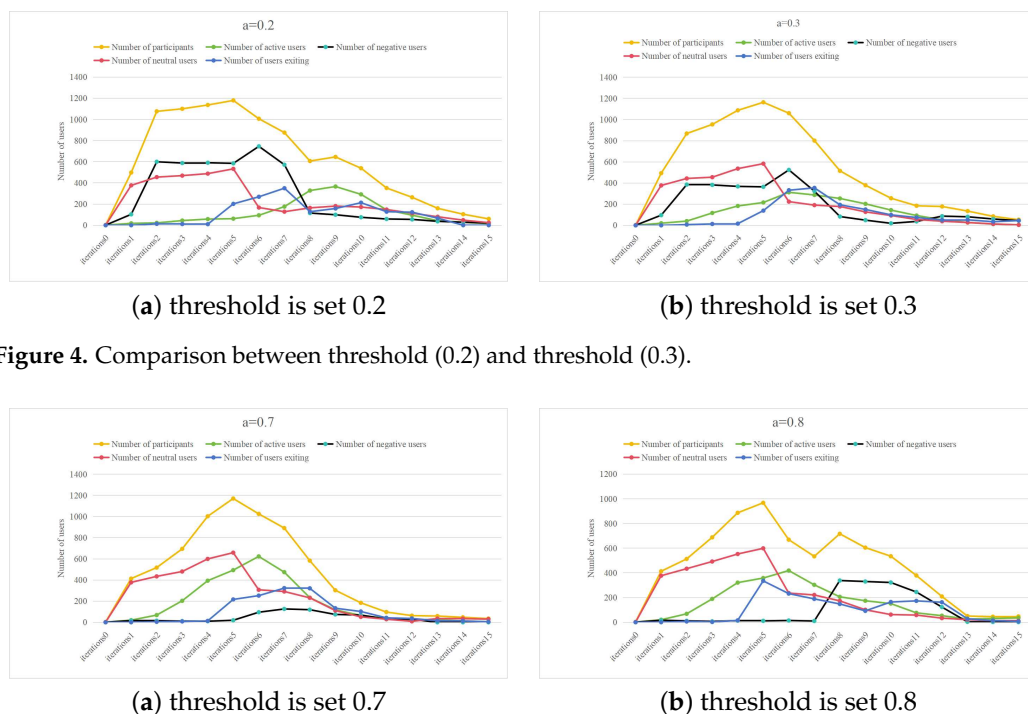 a=0.2
Number of participants Number of active users Number of negative users
Number of neutral users Number of users exiting
1400
1200
1000
800
600
400
200
0
Number of users
iterations0 iterations1 iterations2 iterations3 iterations4 iterations5 iterations6 iterations7 iterations8 iterations9 iterations10 iterations11 iterations12 iterations13 iterations14 iterations15
(a) threshold is set 0.2
a=0.3
Number of participants Number of active users Number of negative users
Number of neutral users Number of users exiting
1400
1200
1000
800
600
400
200
0
Number of users
iterations0 iterations1 iterations2 iterations3 iterations4 iterations5 iterations6 iterations7 iterations8 iterations9 iterations10 iterations11 iterations12 iterations13 iterations14 iterations15
(b) threshold is set 0.3
Figure 4. Comparison between threshold (0.2) and threshold (0.3).
a=0.7
Number of participants Number of active users Number of negative users
Number of neutral users Number of users exiting
1400
1200
1000
800
600
400
200
0
Number of users
iterations0 iterations1 iterations2 iterations3 iterations4 iterations5 iterations6 iterations7 iterations8 iterations9 iterations10 iterations11 iterations12 iterations13 iterations14 iterations15
(a) threshold is set 0.7
a=0.8
Number of participants Number of active users Number of negative users
Number of neutral users Number of users exiting
1200
1000
800
600
400
200
0
Number of users
iterations0 iterations1 iterations2 iterations3 iterations4 iterations5 iterations6 iterations7 iterations8 iterations9 iterations10 iterations11 iterations12 iterations13 iterations14 iterations15
(b) threshold is set 0.8